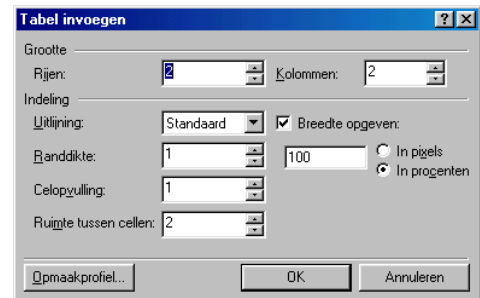 Tabel invoegen
Grootte
Rijen: 2 Kolommen: 2
Indeling
Uitlijning: Standaard Breedte opgeven:
Randdikte: 1 100 In pixels
In procenten
Celopvulling: 1
Ruimte tussen cellen: 2
Opmaakprofiel... OK Annuleren